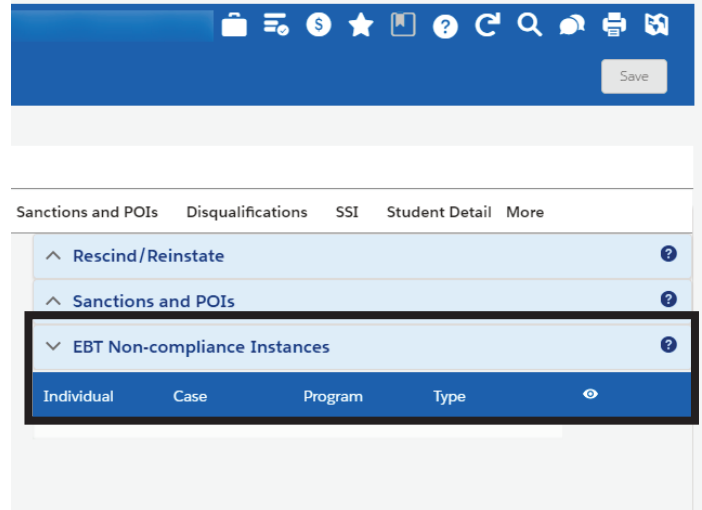 Save
Sanctions and POIs Disqualifications SSI Student Detail More
Rescind/Reinstate
Sanctions and POIs
EBT Non-compliance Instances
Individual Case Program Type